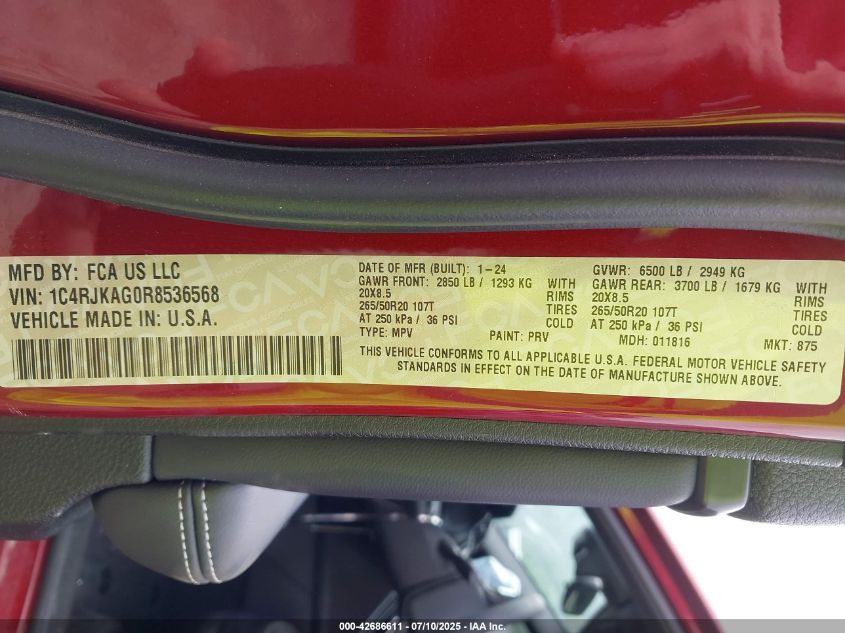 MFD BY: FCA US LLC
VIN: 1C4RJKAG0R8536568
VEHICLE MADE IN: U.S.A.
DATE OF MFR (BUILT): 1-24
GAWR FRONT: 2850 LB / 1293 KG
20X8.5 TIRES
265/50R20 107T
AT 250 kPa / 36 PSI COLD
TYPE: MPV PAINT: PRV
GVWR: 6500 LB / 2949 KG
GAWR REAR: 3700 LB / 1679 KG
20X8.5 TIRES
265/50R20 107T
AT 250 kPa / 36 PSI COLD
MDH: 011816 MKT: 875
THIS VEHICLE CONFORMS TO ALL APPLICABLE U.S.A. FEDERAL MOTOR VEHICLE SAFETY
STANDARDS IN EFFECT ON THE DATE OF MANUFACTURE SHOWN ABOVE.
000-42686611 - 07/10/2025 - IAA Inc.